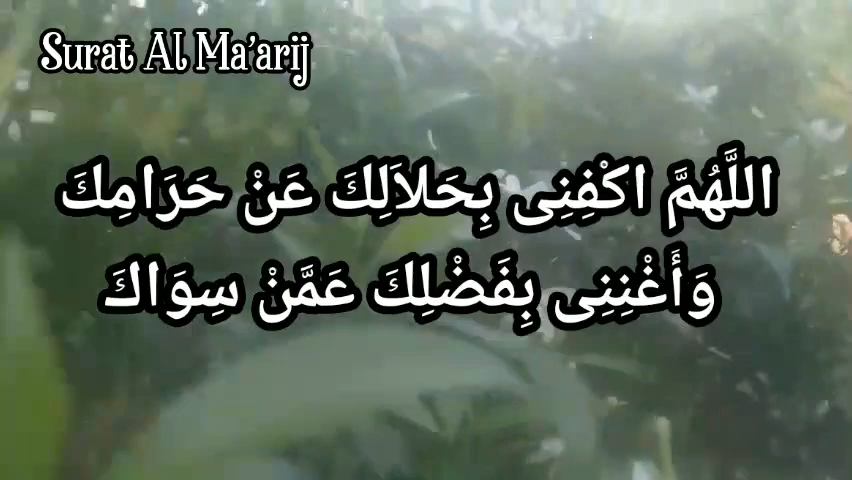 Surat Al Ma'arij
اللَّهُمَّ اكْفِنِى بِحَلاَلِكَ عَنْ حَرَامِكَ
وَأَغْنِنِى بِفَضْلِكَ عَمَّنْ سِوَاكَ